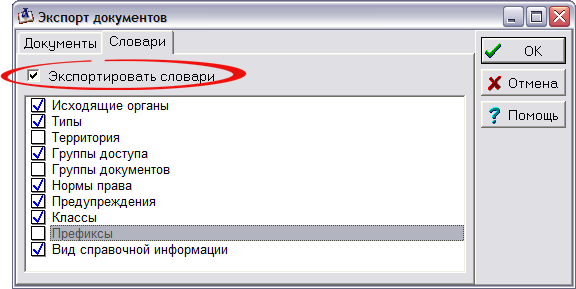 Экспорт документов
Документы Словари
Экспортировать словари
Исходящие органы
Типы
Территория
Группы доступа
Группы документов
Нормы права
Предупреждения
Классы
Префиксы
Вид справочной информации
OK
Отмена
? Помощь